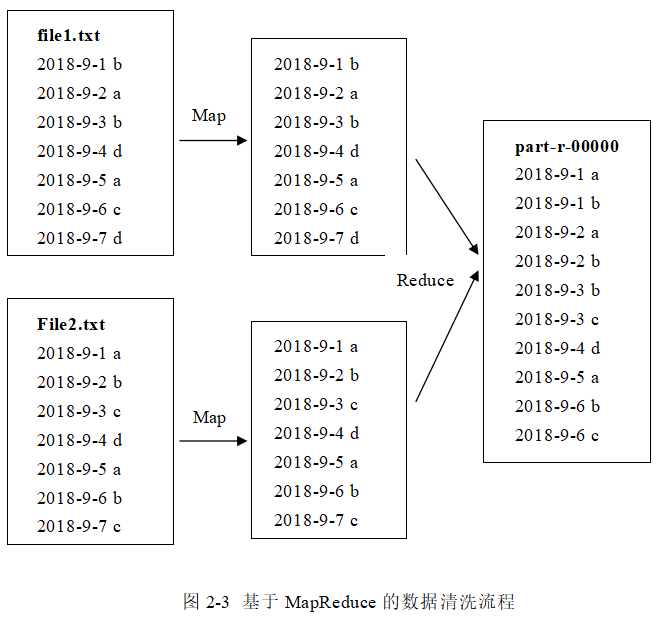 file1.txt
2018-9-1 b
2018-9-2 a
2018-9-3 b
2018-9-4 d
2018-9-5 a
2018-9-6 c
2018-9-7 d
Map
2018-9-1 b
2018-9-2 a
2018-9-3 b
2018-9-4 d
2018-9-5 a
2018-9-6 c
2018-9-7 d
File2.txt
2018-9-1 a
2018-9-2 b
2018-9-3 c
2018-9-4 d
2018-9-5 a
2018-9-6 b
2018-9-7 c
Map
2018-9-1 a
2018-9-2 b
2018-9-3 c
2018-9-4 d
2018-9-5 a
2018-9-6 b
2018-9-7 c
Reduce
part-r-00000
2018-9-1 a
2018-9-1 b
2018-9-2 a
2018-9-2 b
2018-9-3 b
2018-9-3 c
2018-9-4 d
2018-9-5 a
2018-9-6 b
2018-9-6 c
图 2-3 基于 MapReduce 的数据清洗流程